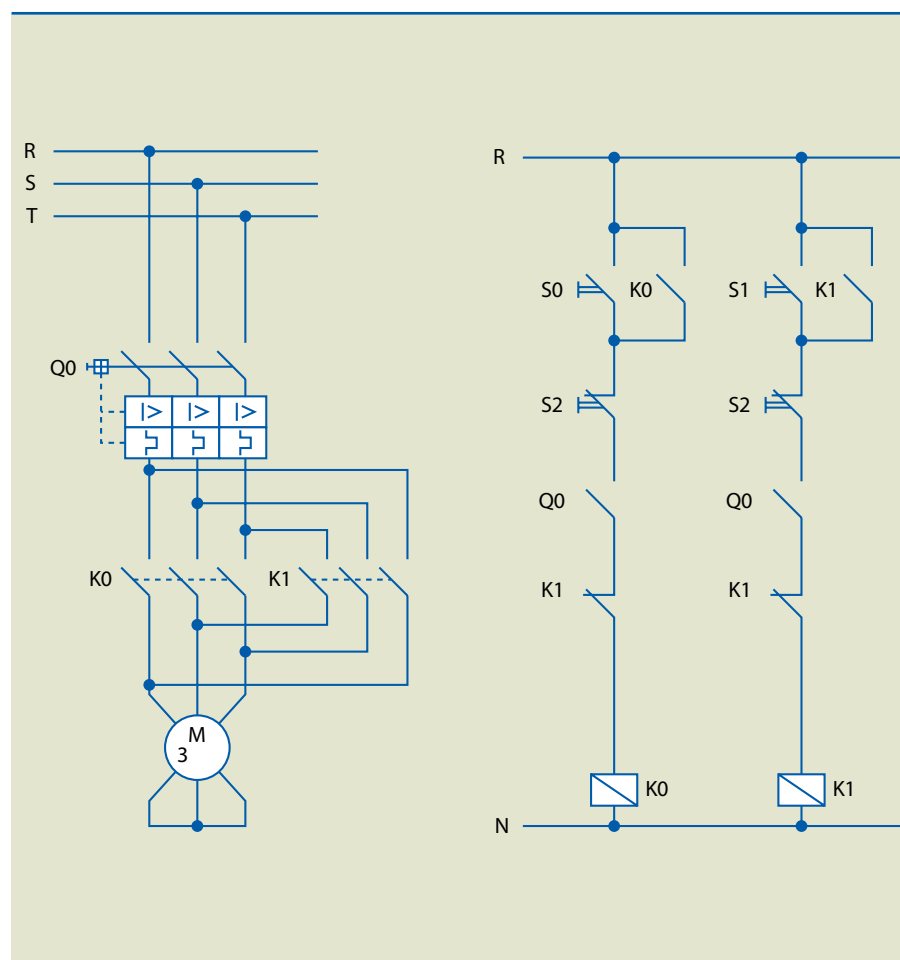 R
S
T
Q0
I> I> I>
K0 K1
M
3
R
S0 K0 S1 K1
S2 S2
Q0 Q0
K1 K1
K0 K1
N